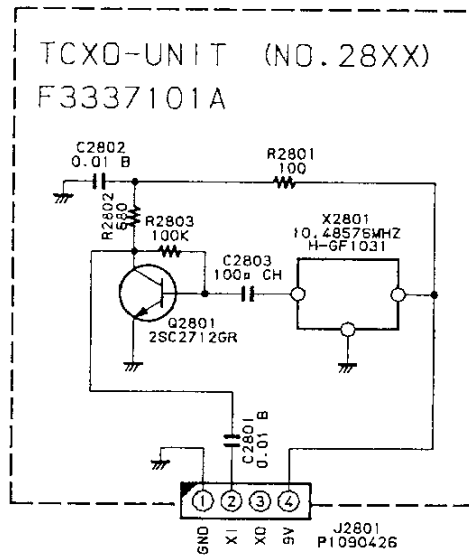 TCXO-UNIT (NO.28XX)
F3337101A
C2802
0.01 B
R2801
100
R2802
680
R2803
100K
X2801
10.48576MHZ
H-GF1031
C2803
100p CH
Q2801
2SC2712GR
C2801
0.01 B
1 2 3 4
GND XI XO 9V
J2801
P1090426